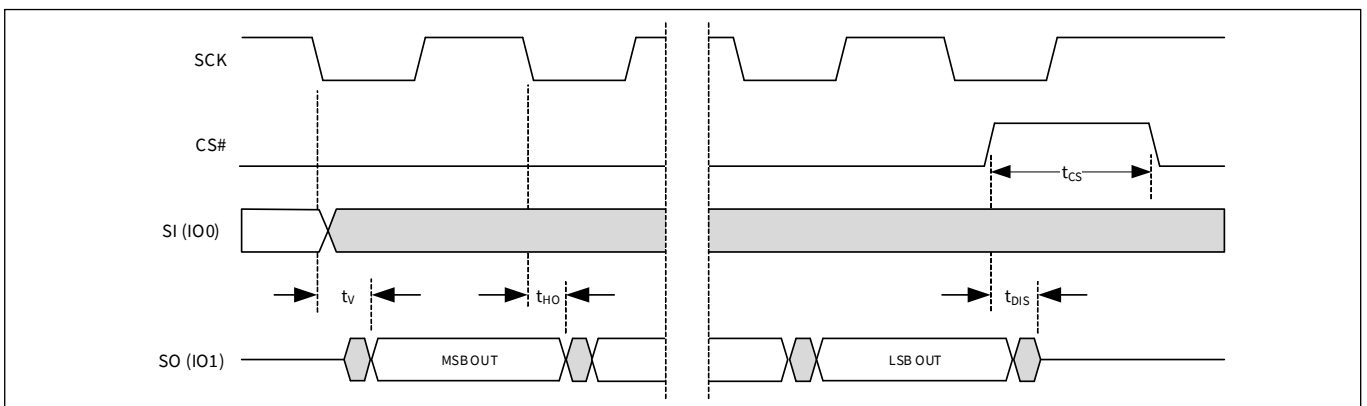 SCK
CS#
tCS
SI (IO0)
tV
tHO
tDIS
SO (IO1)
MSB OUT
LSB OUT